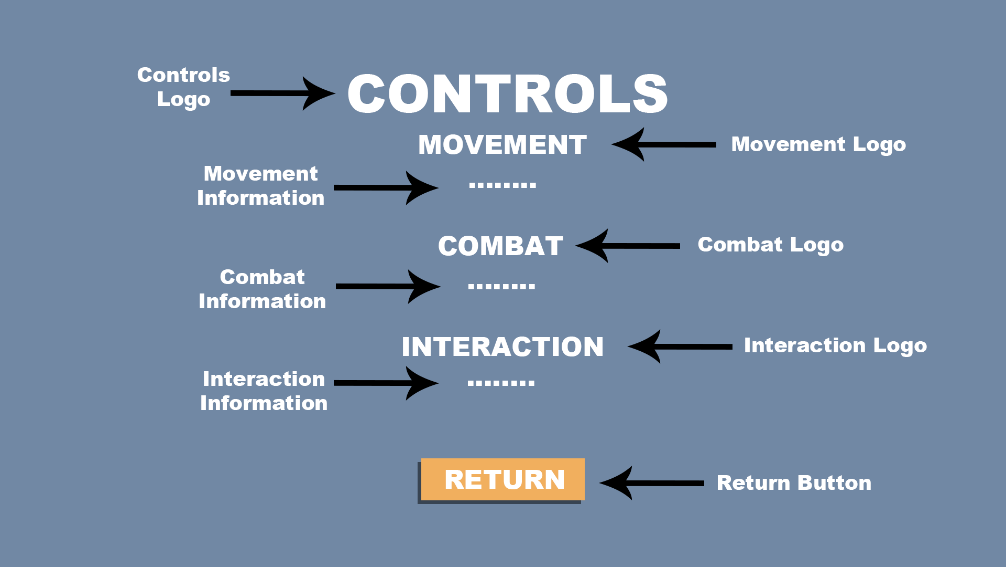 Controls
Logo
CONTROLS
MOVEMENT
Movement Logo
Movement
Information
........
COMBAT
Combat Logo
Combat
Information
........
INTERACTION
Interaction Logo
Interaction
Information
........
RETURN
Return Button